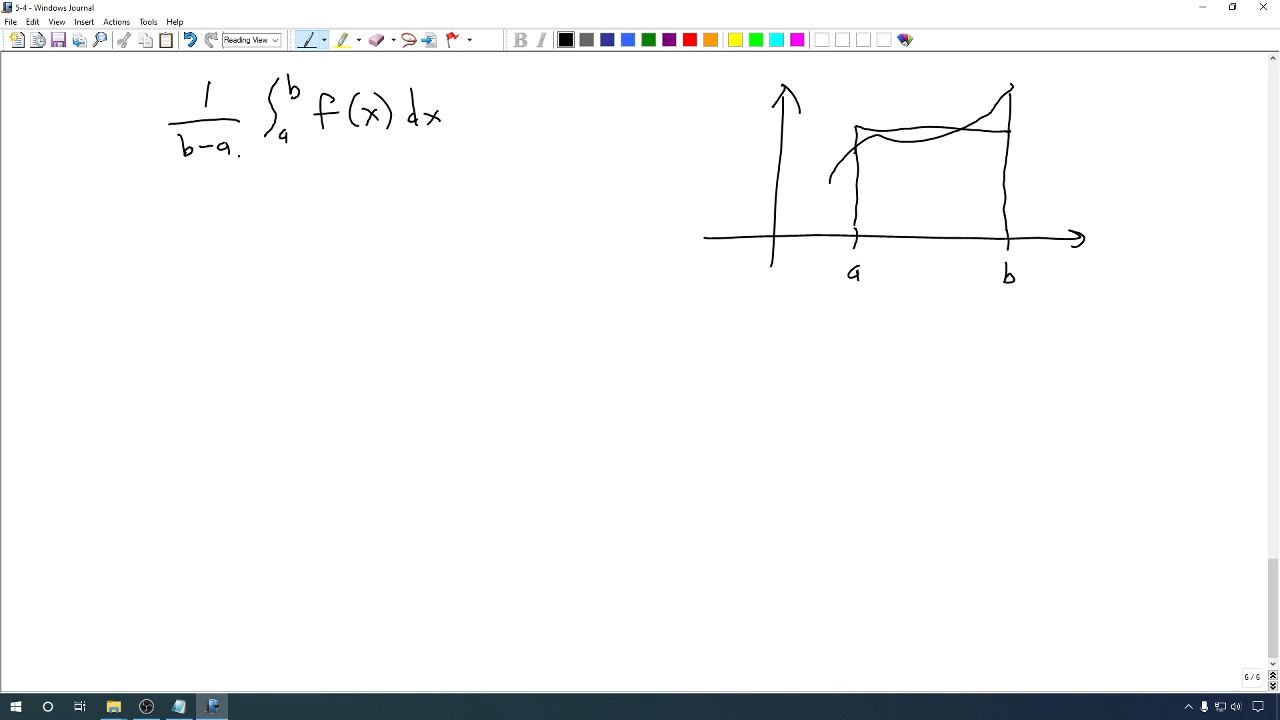 5-4 - Windows Journal
File Edit View Insert Actions Tools Help
Reading View
B I
1/(b-a) ∫_a^b f(x) dx
a
b
6 / 6